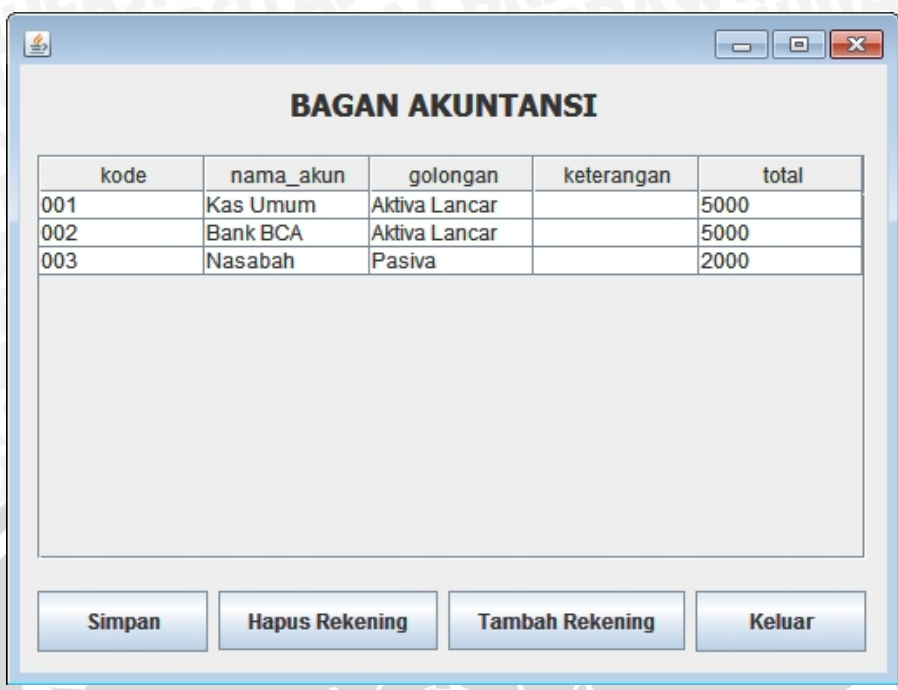 BAGAN AKUNTANSI
kode nama_akun golongan keterangan total
001 Kas Umum Aktiva Lancar 5000
002 Bank BCA Aktiva Lancar 5000
003 Nasabah Pasiva 2000
Simpan Hapus Rekening Tambah Rekening Keluar